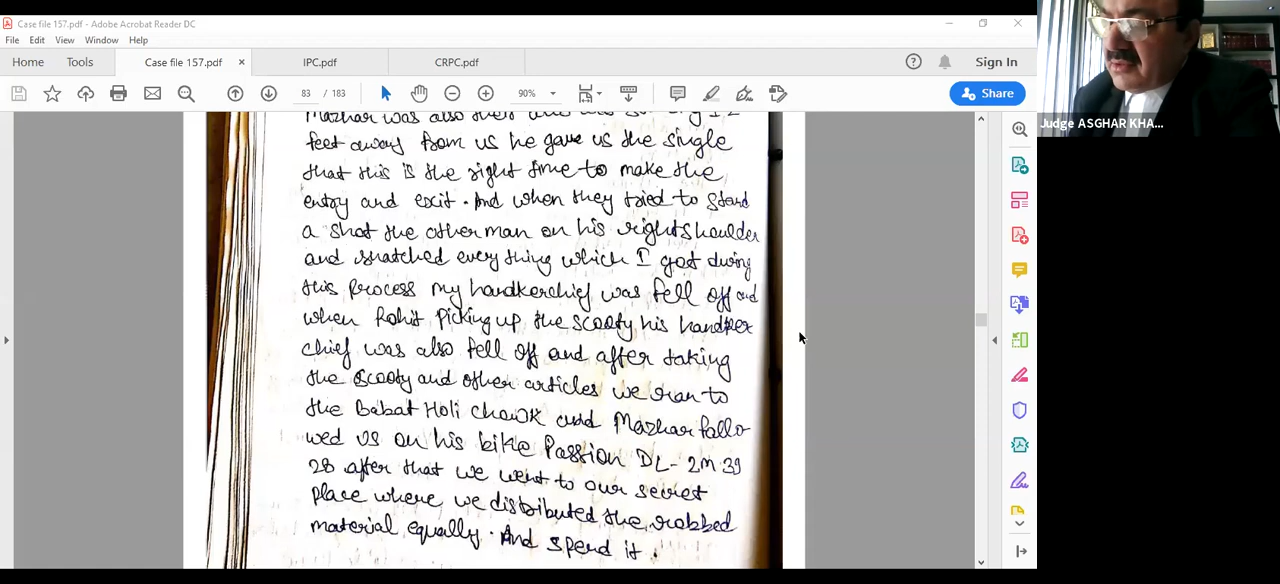 Case file 157.pdf - Adobe Acrobat Reader DC
File Edit View Window Help
Home Tools Case file 157.pdf × IPC.pdf CRPC.pdf Sign In
83 / 183 90% Share
Judge ASGHAR KHA...
Mazhar was also
feet away from us he gave us the single
that this is the right time to make the
entry and excit. And when they tried to stand
a shot the other man on his right shoulder
and snatched every thing which I got dwing
this process my handkerchief was fell off and
when Rohit Picking up the scooty his handker
chief was also fell off and after taking
the scooty and other articles we ran to
the Babat Holi chowk and Mazhar follo
wed us on his bike Passion DL- 2M 39
28 after that we went to our secret
place where we distributed the robbed
material equally. And spend it.